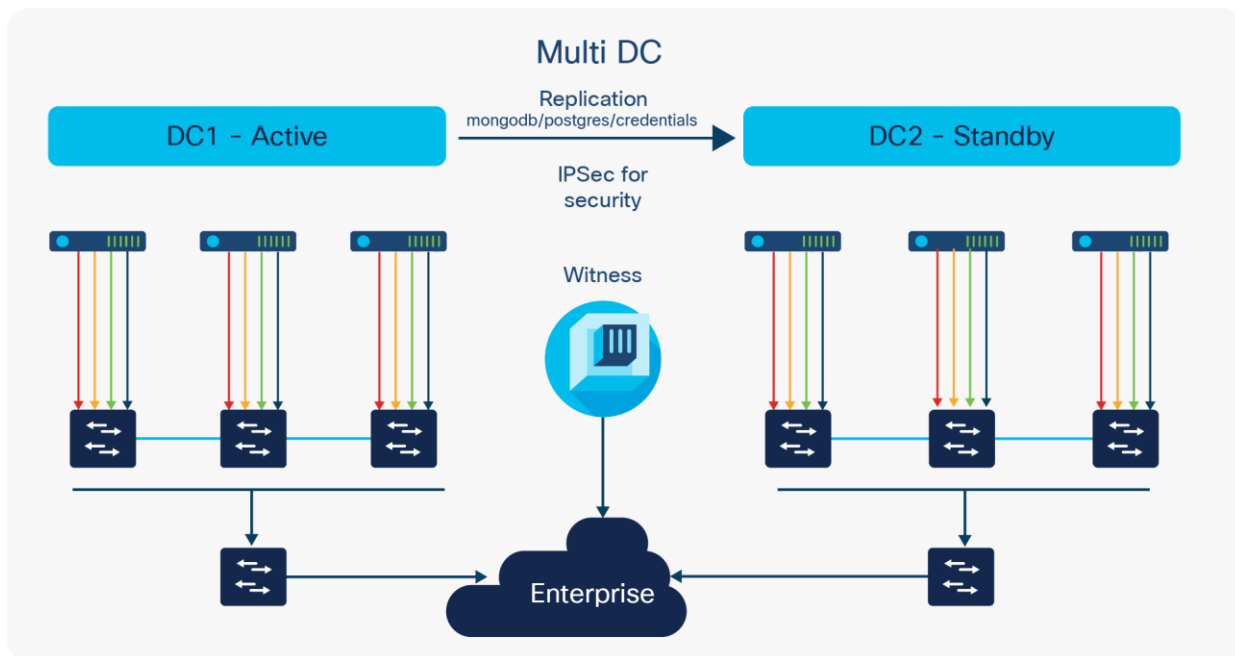 Multi DC
DC1 - Active
Replication
mongodb/postgres/credentials
DC2 - Standby
IPSec for
security
Witness
Enterprise